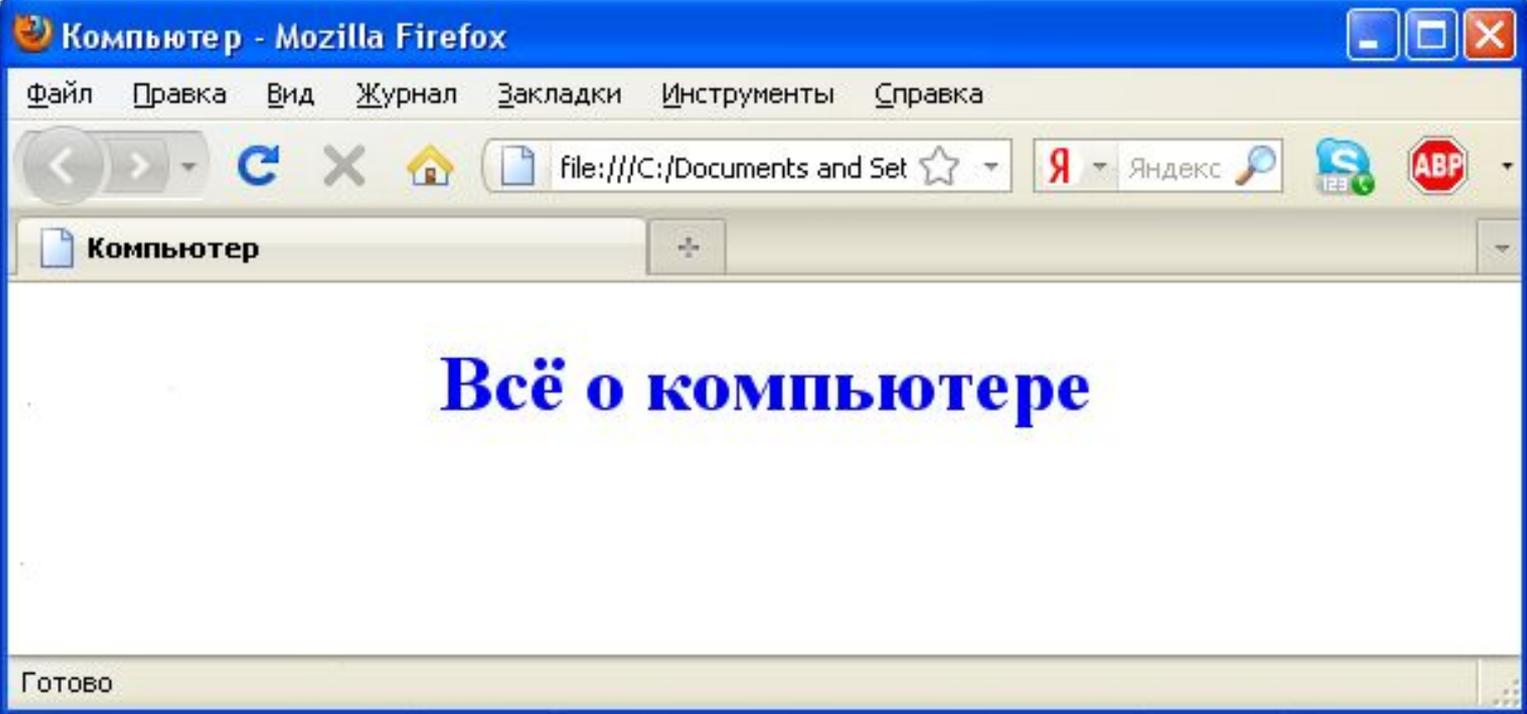 Компьютер - Mozilla Firefox
Файл Правка Вид Журнал Закладки Инструменты Справка
file:///C:/Documents and Set Я Яндекс S 123 ABP
Компьютер
Всё о компьютере
Готово